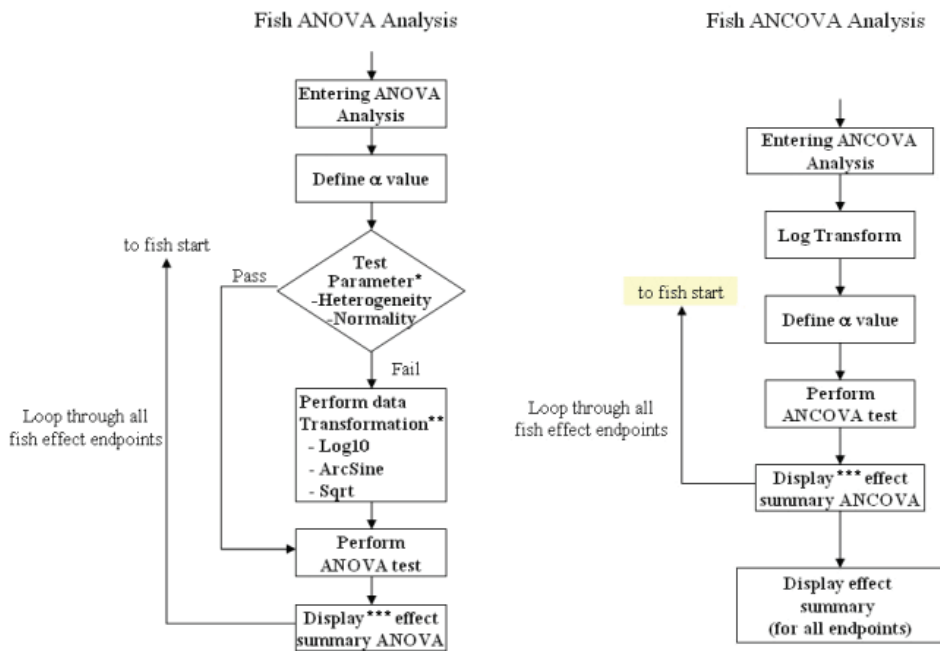 Fish ANOVA Analysis
Entering ANOVA
Analysis
Define α value
to fish start
Pass
Test
Parameter*
-Heterogeneity
-Normality
Fail
Perform data
Transformation**
- Log10
- ArcSine
- Sqrt
Loop through all
fish effect endpoints
Perform
ANOVA test
Display*** effect
summary ANOVA
Fish ANCOVA Analysis
Entering ANCOVA
Analysis
Log Transform
to fish start
Define α value
Perform
ANCOVA test
Loop through all
fish effect endpoints
Display*** effect
summary ANCOVA
Display effect
summary
(for all endpoints)